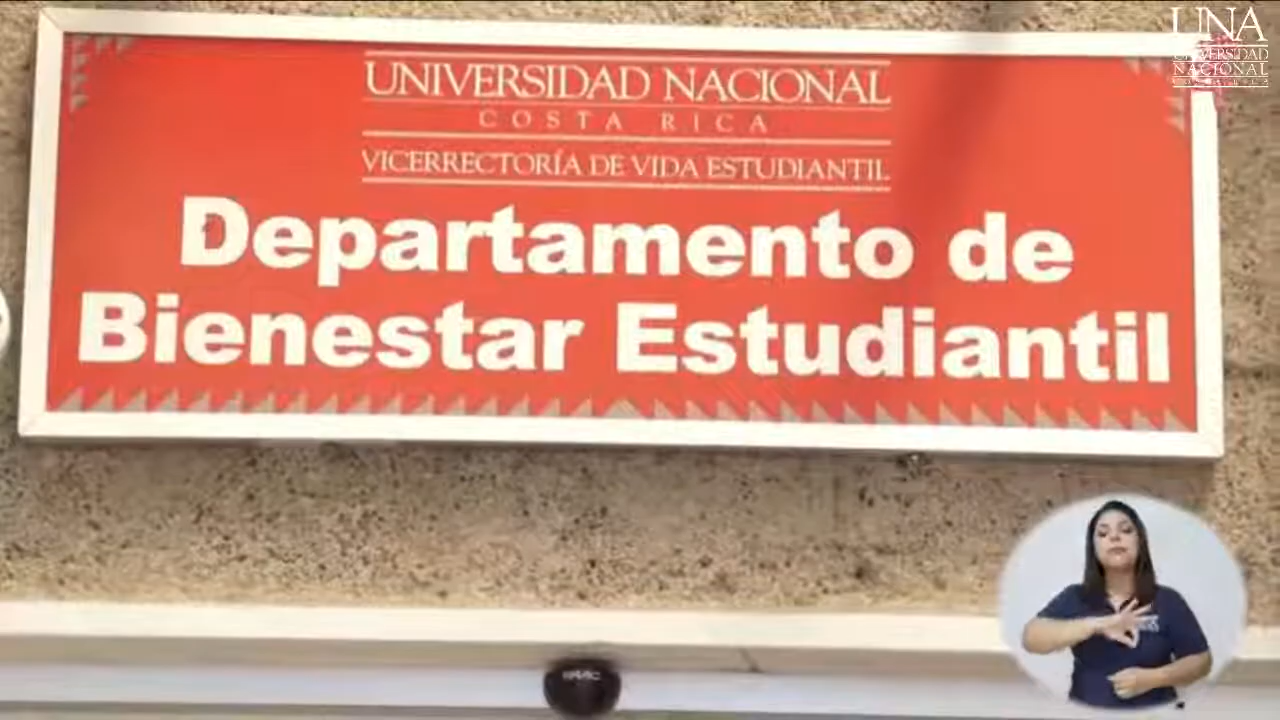 UNIVERSIDAD NACIONAL
COSTA RICA
VICERRECTORÍA DE VIDA ESTUDIANTIL
Departamento de
Bienestar Estudiantil
UNA
UNIVERSIDAD
NACIONAL